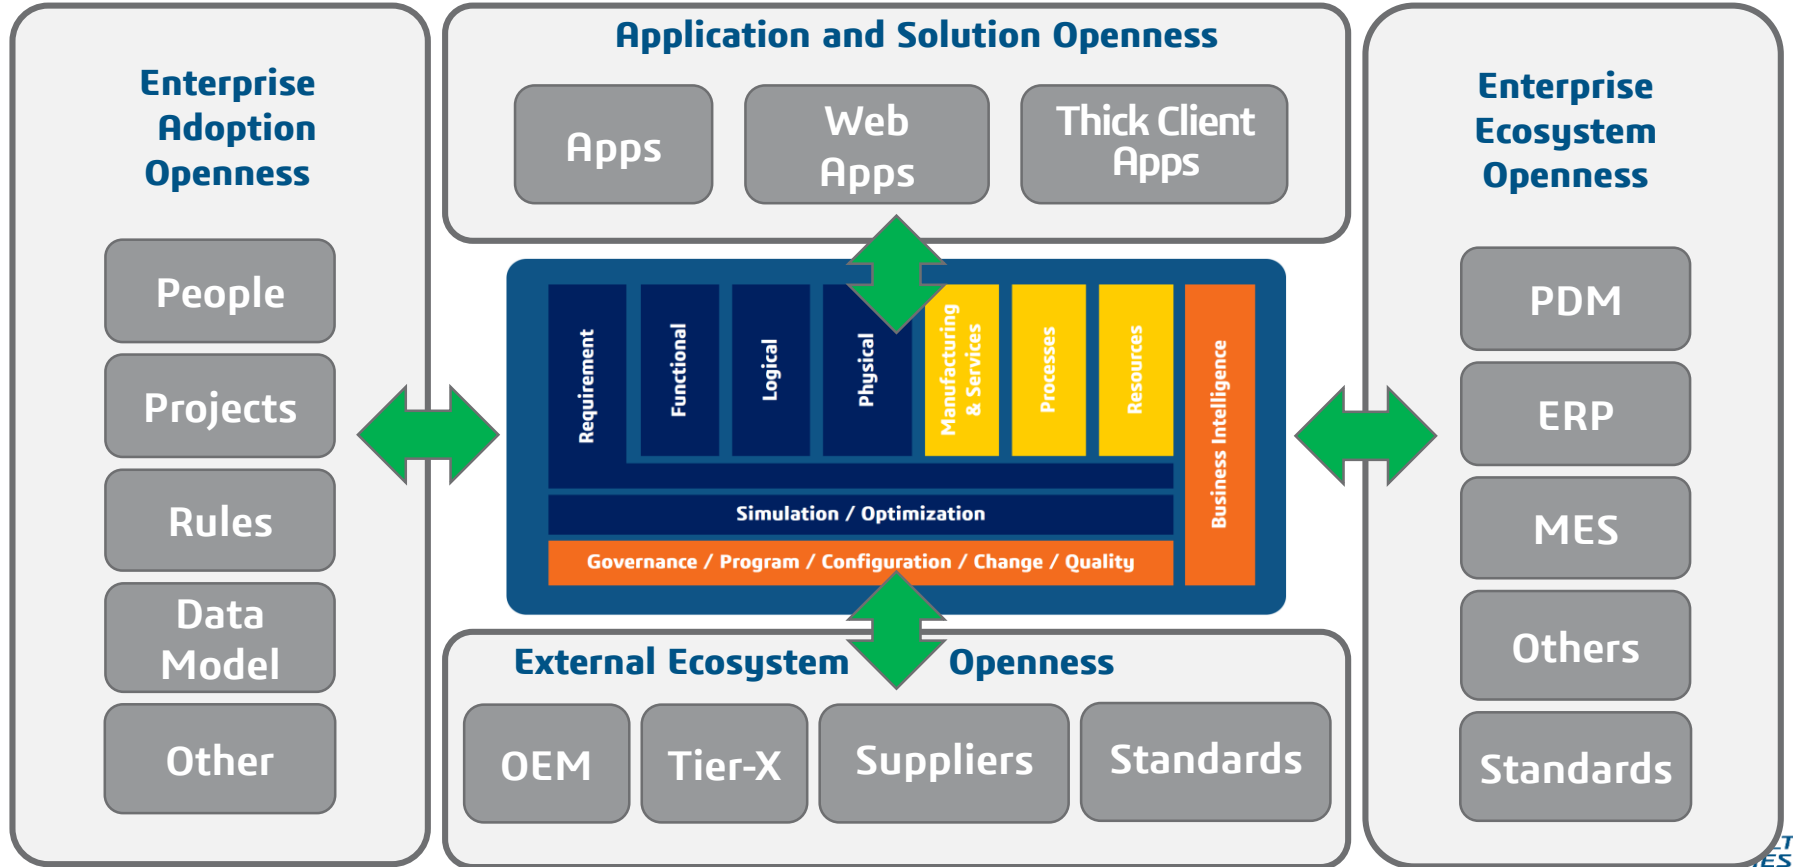 Enterprise
Adoption
Openness
People
Projects
Rules
Data
Model
Other
Application and Solution Openness
Apps
Web
Apps
Thick Client
Apps
Requirement
Functional
Logical
Physical
Manufacturing
& Services
Processes
Resources
Business Intelligence
Simulation / Optimization
Governance / Program / Configuration / Change / Quality
External Ecosystem Openness
OEM
Tier-X
Suppliers
Standards
Enterprise
Ecosystem
Openness
PDM
ERP
MES
Others
Standards